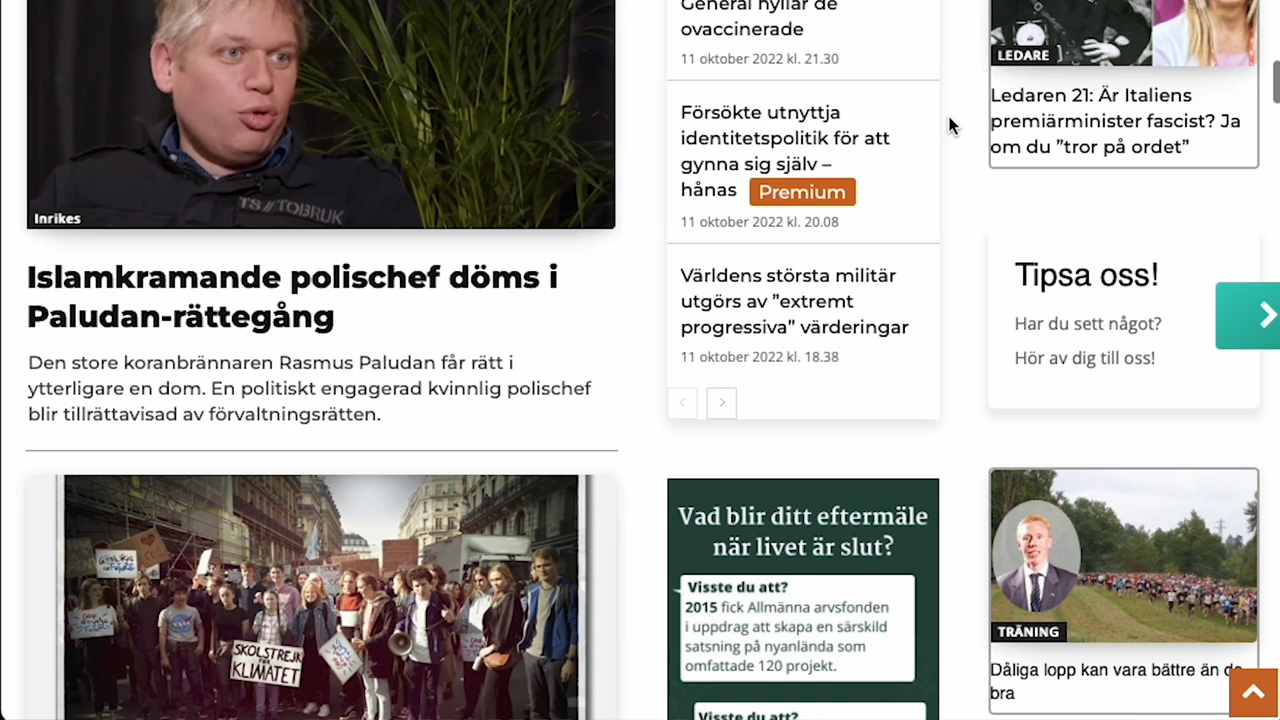 TS // TOBRUK
Inrikes
Islamkramande polischef döms i
Paludan-rättegång
Den store koranbrännaren Rasmus Paludan får rätt i
ytterligare en dom. En politiskt engagerad kvinnlig polischef
blir tillrättavisad av förvaltningsrätten.
SKOLSTREJK
FÖR
KLIMATET
General hyllar de
ovaccinerade
11 oktober 2022 kl. 21.30
Försökte utnyttja
identitetspolitik för att
gynna sig själv –
hånas Premium
11 oktober 2022 kl. 20.08
Världens största militär
utgörs av ”extremt
progressiva” värderingar
11 oktober 2022 kl. 18.38
Vad blir ditt eftermäle
när livet är slut?
Visste du att?
2015 fick Allmänna arvsfonden
i uppdrag att skapa en särskild
satsning på nyanlända som
omfattade 120 projekt.
Visste du att?
LEDARE
Ledaren 21: Är Italiens
premiärminister fascist? Ja
om du ”tror på ordet”
Tipsa oss!
Har du sett något?
Hör av dig till oss!
TRÄNING
Dåliga lopp kan vara bättre än
bra